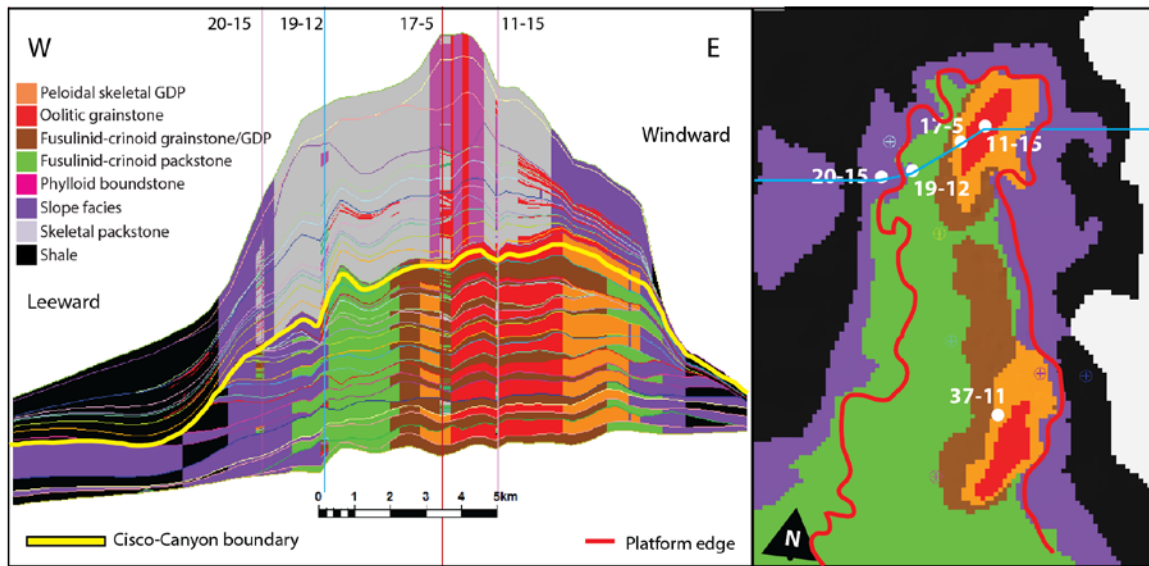 20-15
19-12
17-5
11-15
W
E
Peloidal skeletal GDP
Oolitic grainstone
Fusulinid-crinoid grainstone/GDP
Fusulinid-crinoid packstone
Phylloid boundstone
Slope facies
Skeletal packstone
Shale
Windward
Leeward
0 1 2 3 4 5km
Cisco-Canyon boundary
Platform edge
17-5
11-15
20-15
19-12
37-11
N